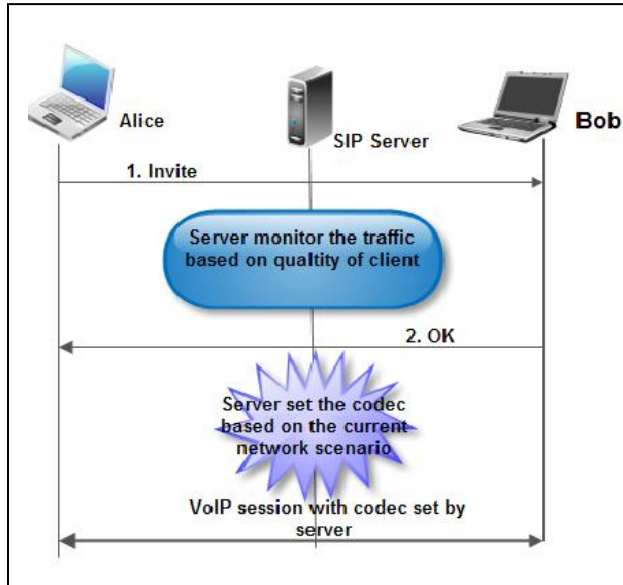 Alice
SIP Server
Bob
1. Invite
Server monitor the traffic
based on qualtity of client
2. OK
Server set the codec
based on the current
network scenario
VoIP session with codec set by
server